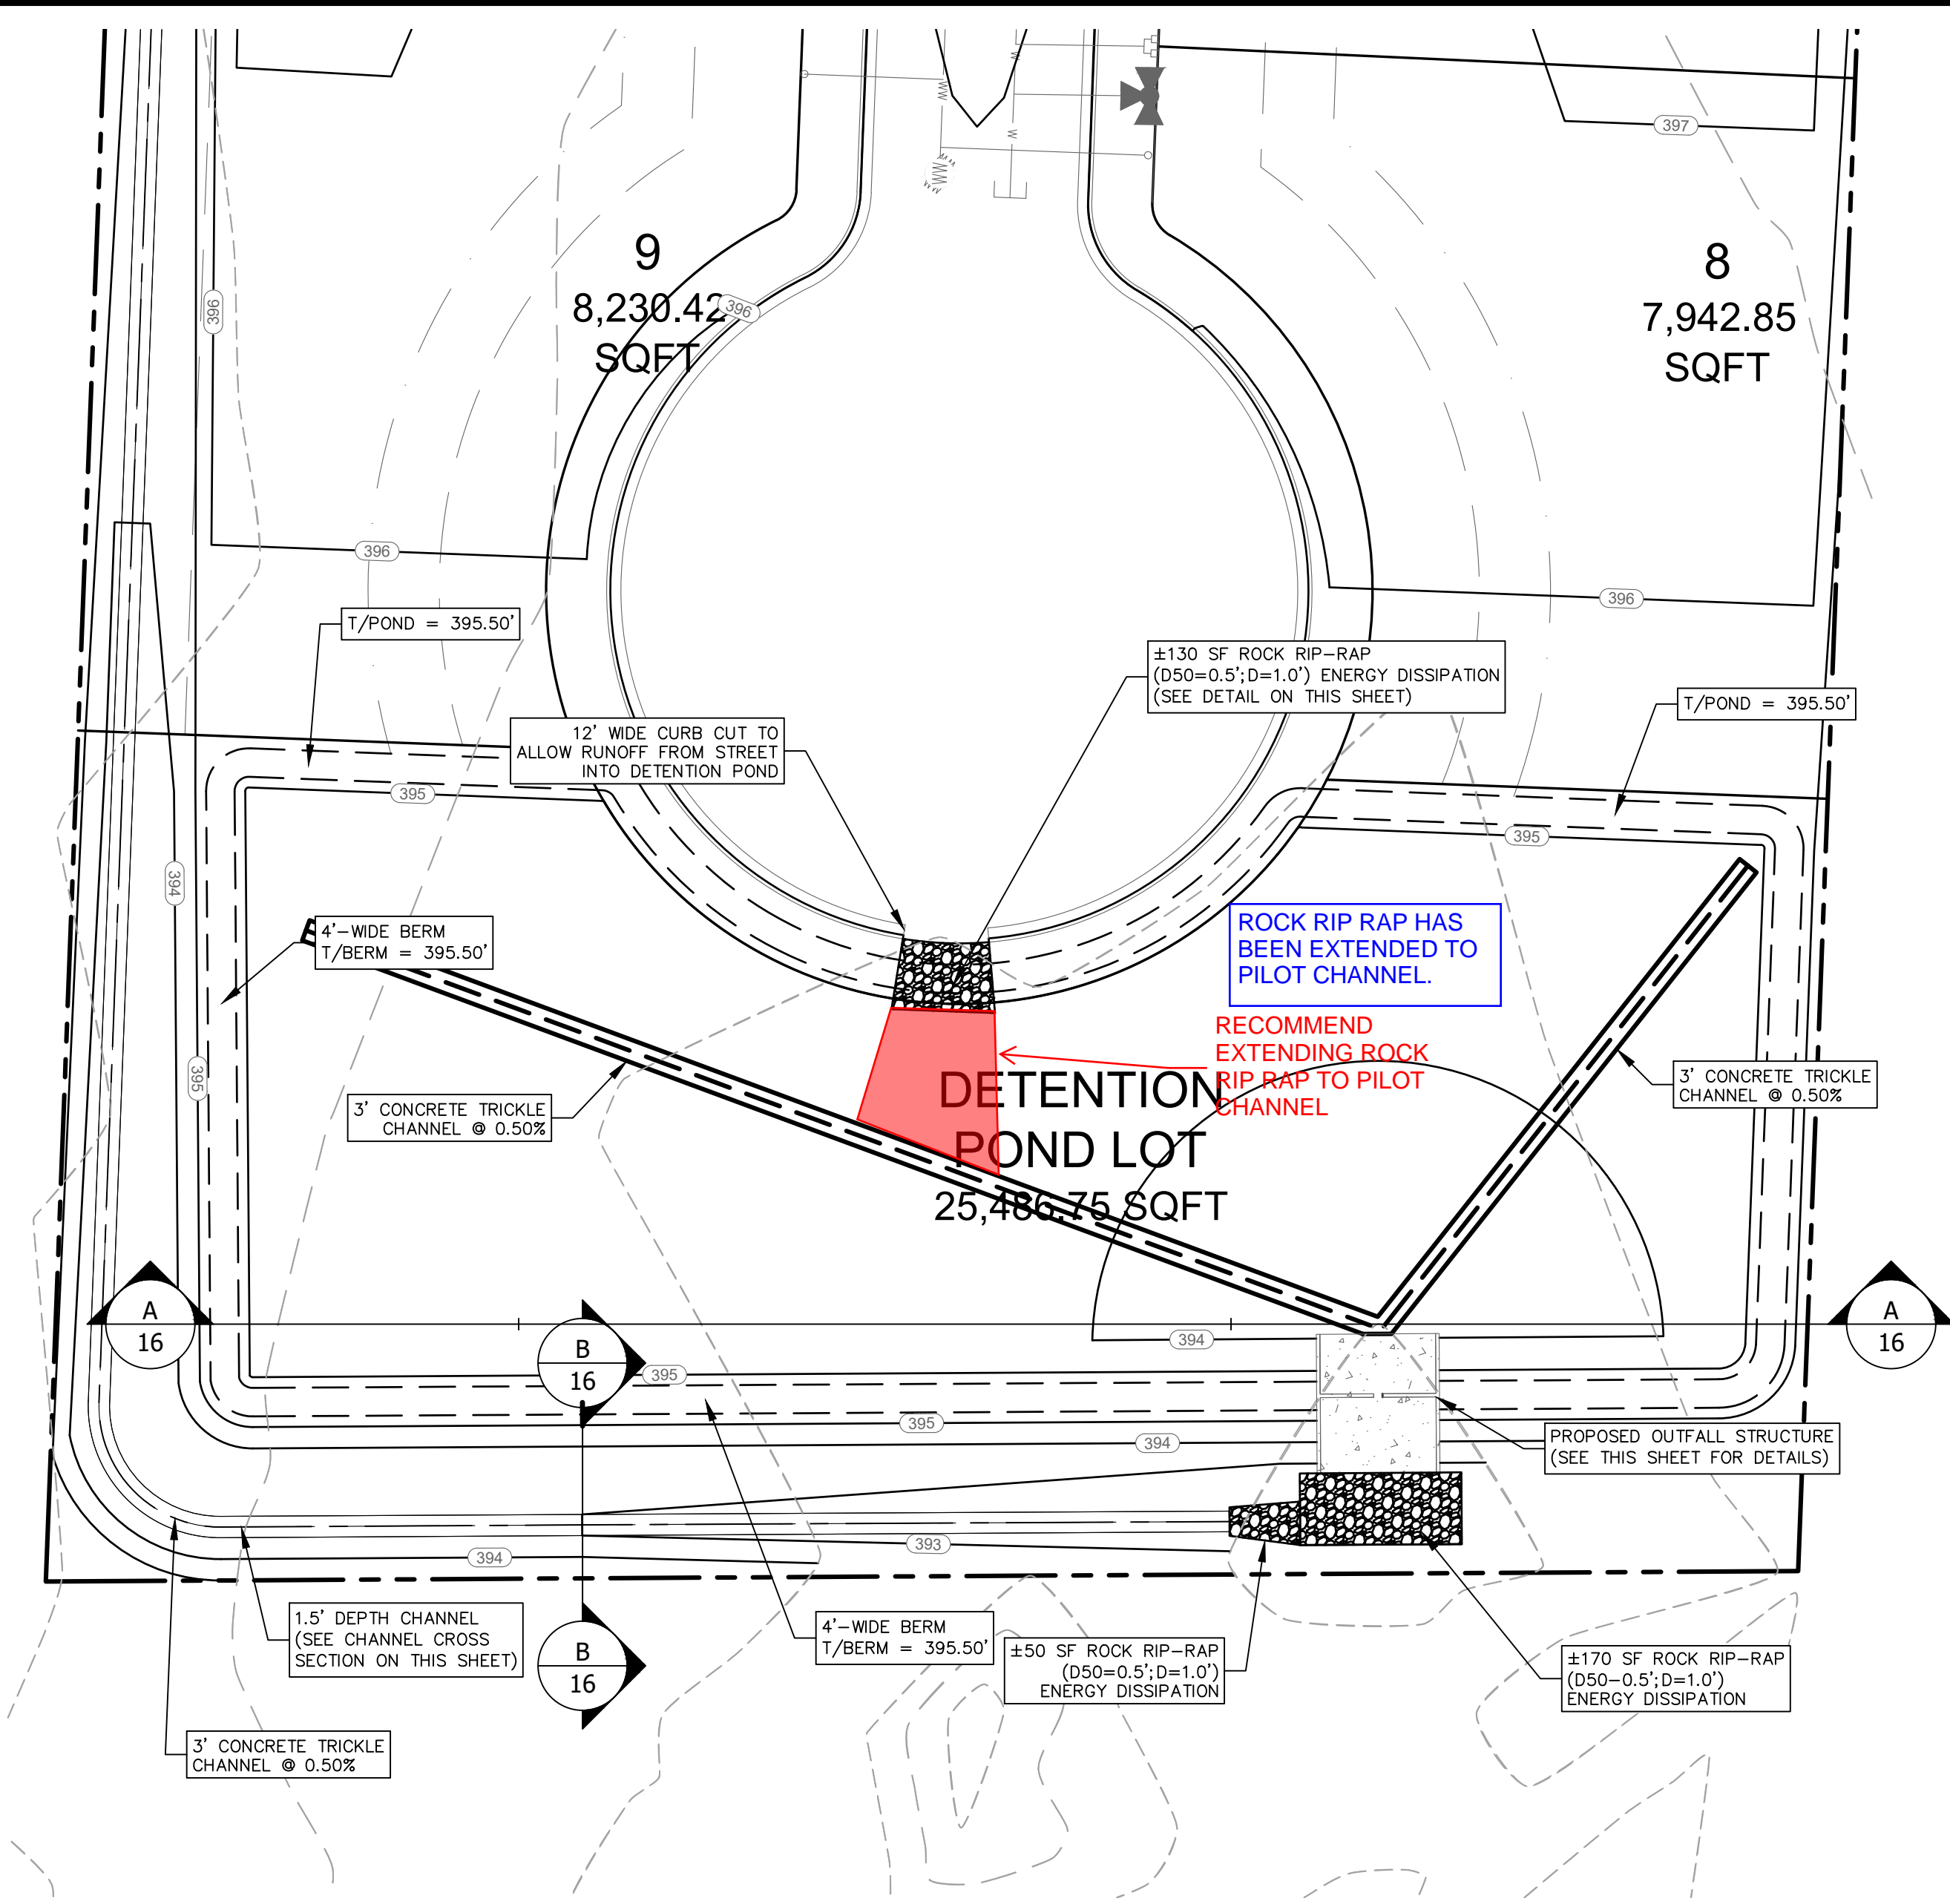 397
9
8,230.42
SQFT
396
396
8
7,942.85
SQFT
396
396
T/POND = 395.50'
±130 SF ROCK RIP-RAP
(D50=0.5';D=1.0') ENERGY DISSIPATION
(SEE DETAIL ON THIS SHEET)
T/POND = 395.50'
12' WIDE CURB CUT TO
ALLOW RUNOFF FROM STREET
INTO DETENTION POND
395
395
394
4'-WIDE BERM
T/BERM = 395.50'
ROCK RIP RAP HAS
BEEN EXTENDED TO
PILOT CHANNEL.
RECOMMEND
EXTENDING ROCK
RIP RAP TO PILOT
CHANNEL
395
3' CONCRETE TRICKLE
CHANNEL @ 0.50%
DETENTION
POND LOT
25,486.75 SQFT
3' CONCRETE TRICKLE
CHANNEL @ 0.50%
A
16
B
16
A
16
394
395
395
394
PROPOSED OUTFALL STRUCTURE
(SEE THIS SHEET FOR DETAILS)
394
393
1.5' DEPTH CHANNEL
(SEE CHANNEL CROSS
SECTION ON THIS SHEET)
B
16
4'-WIDE BERM
T/BERM = 395.50'
±50 SF ROCK RIP-RAP
(D50=0.5';D=1.0')
ENERGY DISSIPATION
±170 SF ROCK RIP-RAP
(D50-0.5';D=1.0')
ENERGY DISSIPATION
3' CONCRETE TRICKLE
CHANNEL @ 0.50%